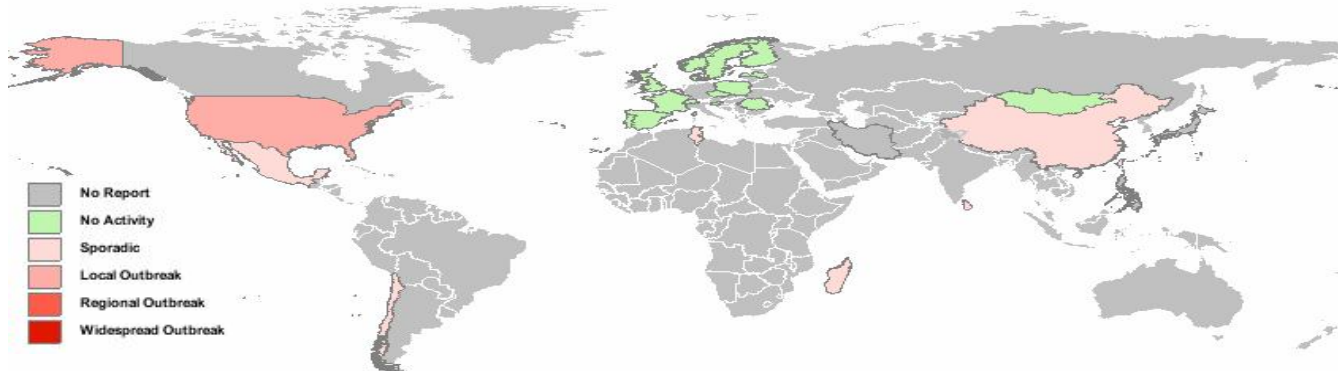 No Report
No Activity
Sporadic
Local Outbreak
Regional Outbreak
Widespread Outbreak